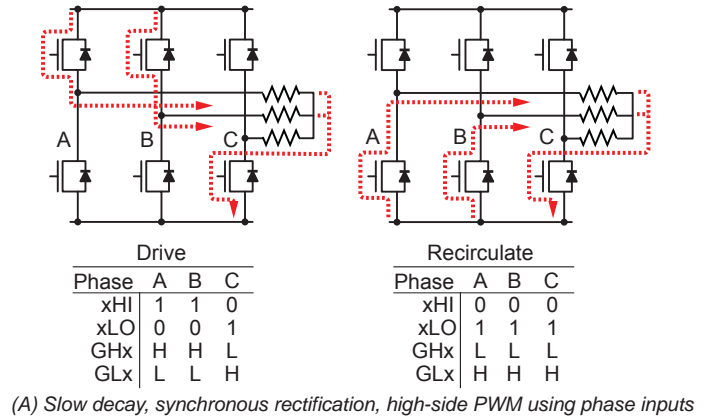 A B C
A B C
Drive
Phase A B C
xHI 1 1 0
xLO 0 0 1
GHx H H L
GLx L L H
Recirculate
Phase A B C
xHI 0 0 0
xLO 1 1 1
GHx L L L
GLx H H H
(A) Slow decay, synchronous rectification, high-side PWM using phase inputs